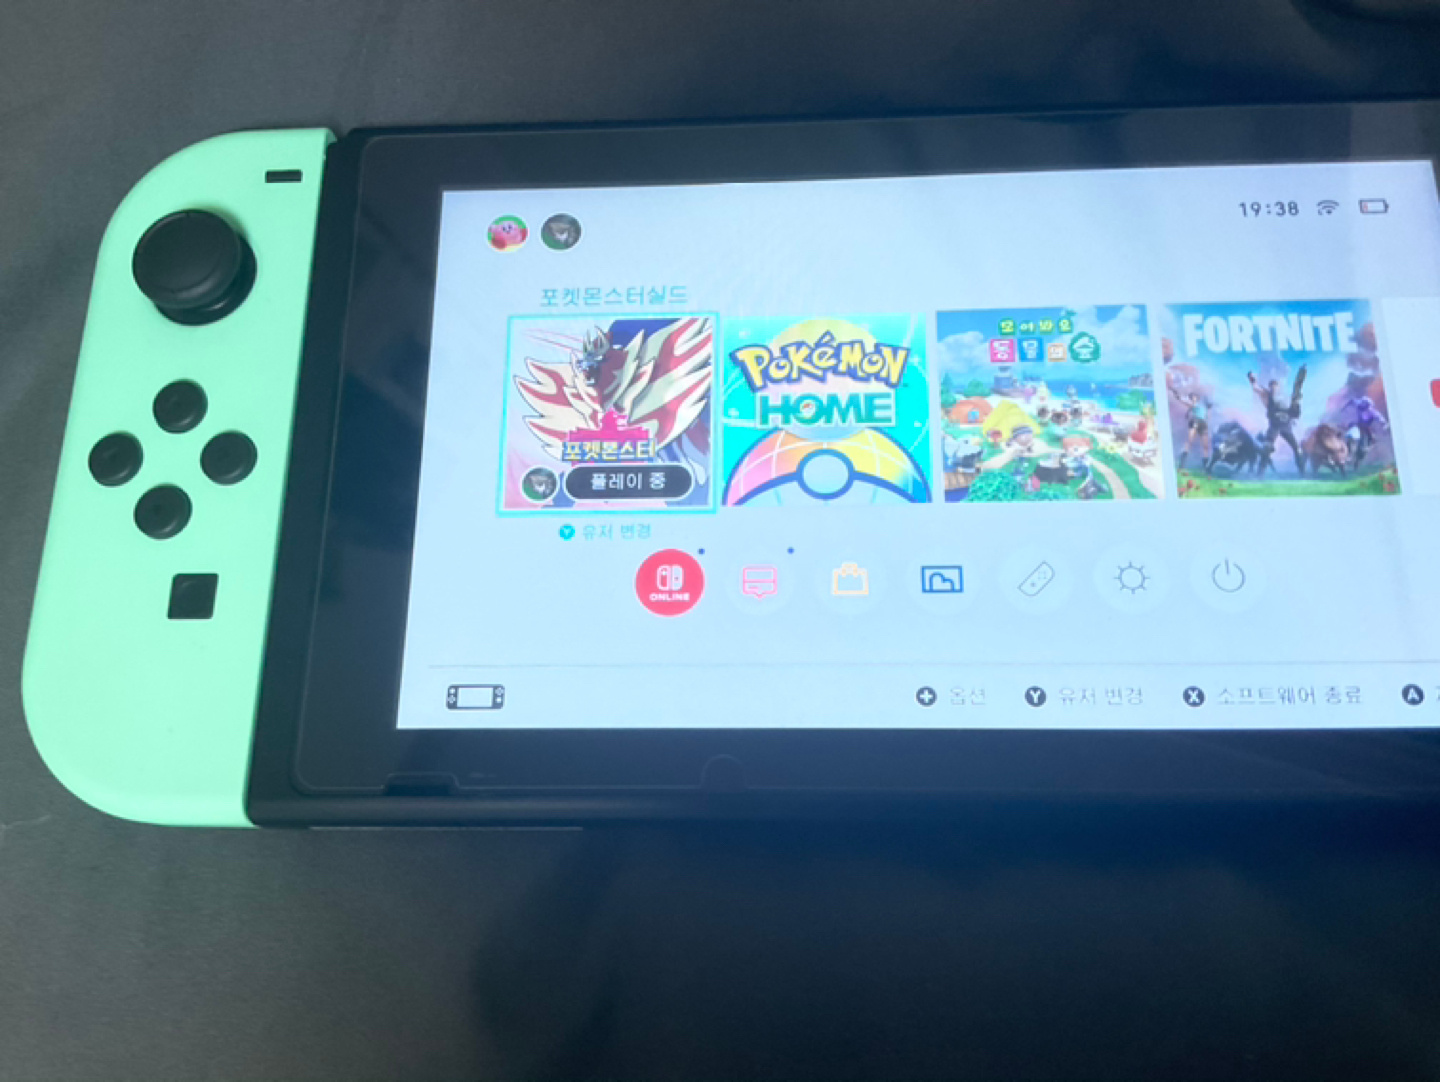 19:38
포켓몬스터실드
포켓몬스터
플레이 중
POKéMON
HOME
모여봐요
동물의 숲
FORTNITE
Y 유저 변경
ONLINE
+ 옵션 Y 유저 변경 X 소프트웨어 종료 A